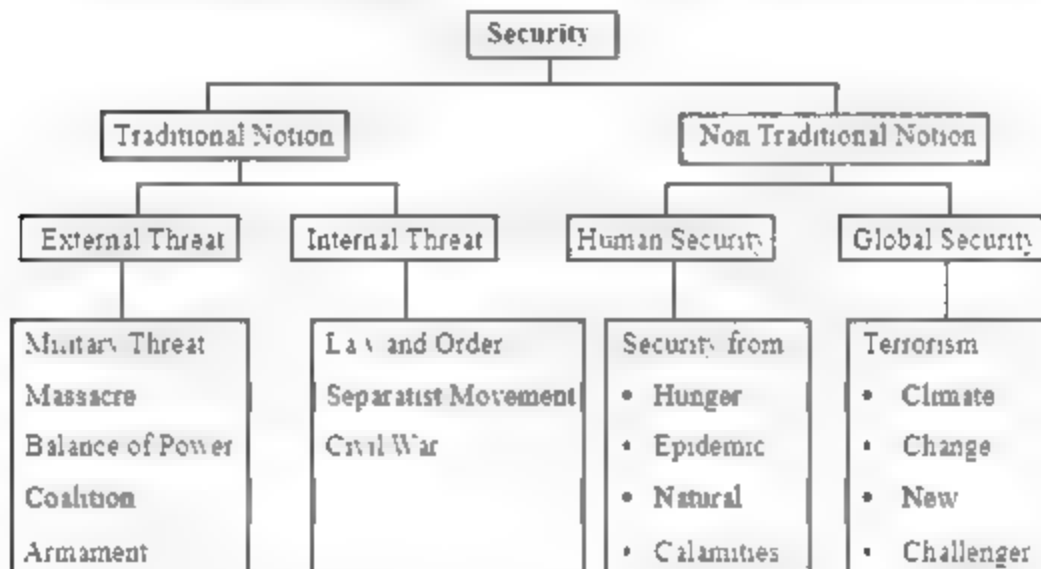 Security
Traditional Notion
Non Traditional Notion
External Threat
Internal Threat
Human Security
Global Security
Military Threat
Massacre
Balance of Power
Coalition
Armament
Law and Order
Separatist Movement
Civil War
Security from
• Hunger
• Epidemic
• Natural
• Calamities
Terrorism
• Climate
• Change
• New
• Challenger